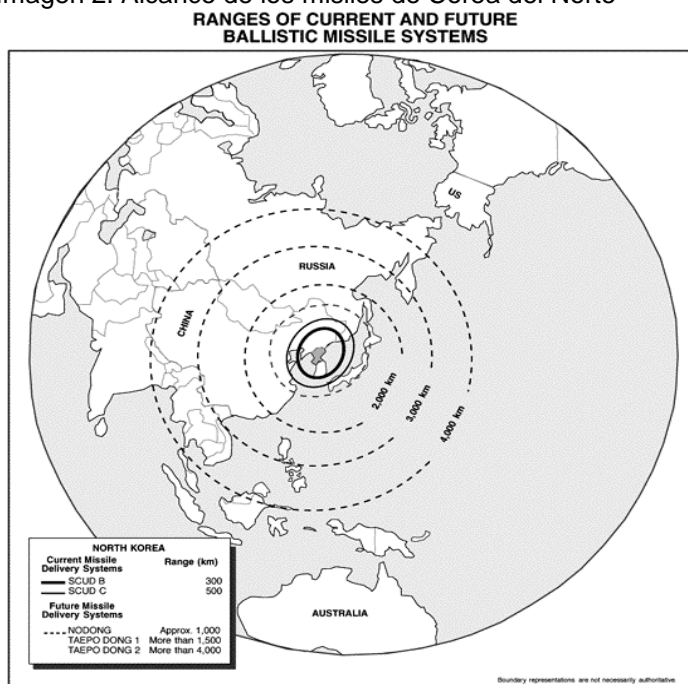 Imagen 2. Alcance de los misiles de Corea del Norte
RANGES OF CURRENT AND FUTURE
BALLISTIC MISSILE SYSTEMS
US
RUSSIA
CHINA
2,000 km
3,000 km
4,000 km
NORTH KOREA
Current Missile Delivery Systems Range (km)
SCUD B 300
SCUD C 500
Future Missile
Delivery Systems
NODONG Approx. 1,000
TAEPO DONG 1 More than 1,500
TAEPO DONG 2 More than 4,000
AUSTRALIA
Boundary representations are not necessarily authoritative